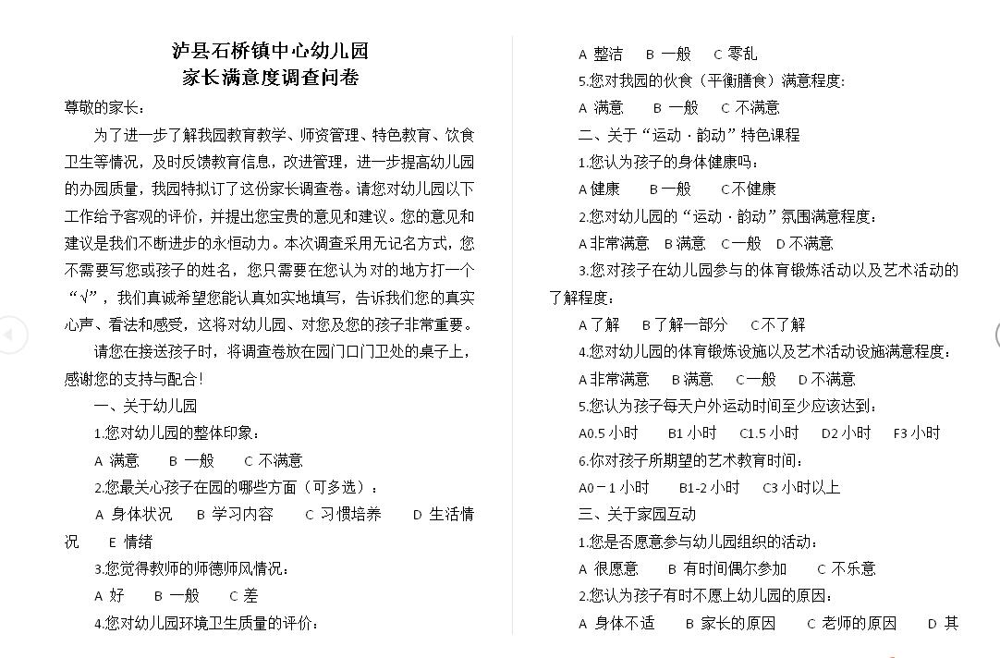 泸县石桥镇中心幼儿园
家长满意度调查问卷
尊敬的家长：
为了进一步了解我园教育教学、师资管理、特色教育、饮食
卫生等情况，及时反馈教育信息，改进管理，进一步提高幼儿园
的办园质量，我园特拟订了这份家长调查卷。请您对幼儿园以下
工作给予客观的评价，并提出您宝贵的意见和建议。您的意见和
建议是我们不断进步的永恒动力。本次调查采用无记名方式，您
不需要写您或孩子的姓名，您只需要在您认为对的地方打一个
“√”，我们真诚希望您能认真如实地填写，告诉我们您的真实
心声、看法和感受，这将对幼儿园、对您及您的孩子非常重要。
请您在接送孩子时，将调查卷放在园门口门卫处的桌子上，
感谢您的支持与配合！
一、关于幼儿园
1.您对幼儿园的整体印象：
A 满意 B 一般 C 不满意
2.您最关心孩子在园的哪些方面（可多选）：
A 身体状况 B 学习内容 C 习惯培养 D 生活情
况 E 情绪
3.您觉得教师的师德师风情况：
A 好 B 一般 C 差
4.您对幼儿园环境卫生质量的评价：
A 整洁 B 一般 C 零乱
5.您对我园的伙食（平衡膳食）满意程度：
A 满意 B 一般 C 不满意
二、关于“运动·韵动”特色课程
1.您认为孩子的身体健康吗：
A 健康 B 一般 C 不健康
2.您对幼儿园的“运动·韵动”氛围满意程度：
A 非常满意 B 满意 C 一般 D 不满意
3.您对孩子在幼儿园参与的体育锻炼活动以及艺术活动的
了解程度：
A 了解 B 了解一部分 C 不了解
4.您对幼儿园的体育锻炼设施以及艺术活动设施满意程度：
A 非常满意 B 满意 C 一般 D 不满意
5.您认为孩子每天户外运动时间至少应该达到：
A0.5 小时 B1 小时 C1.5 小时 D2 小时 F3 小时
6.你对孩子所期望的艺术教育时间：
A0－1 小时 B1-2 小时 C3 小时以上
三、关于家园互动
1.您是否愿意参与幼儿园组织的活动：
A 很愿意 B 有时间偶尔参加 C 不乐意
2.您认为孩子有时不愿上幼儿园的原因：
A 身体不适 B 家长的原因 C 老师的原因 D 其